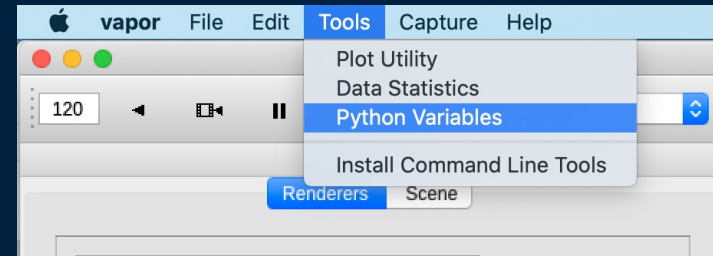 vapor File Edit Tools Capture Help
Plot Utility
Data Statistics
120
Python Variables
Install Command Line Tools
Renderers Scene